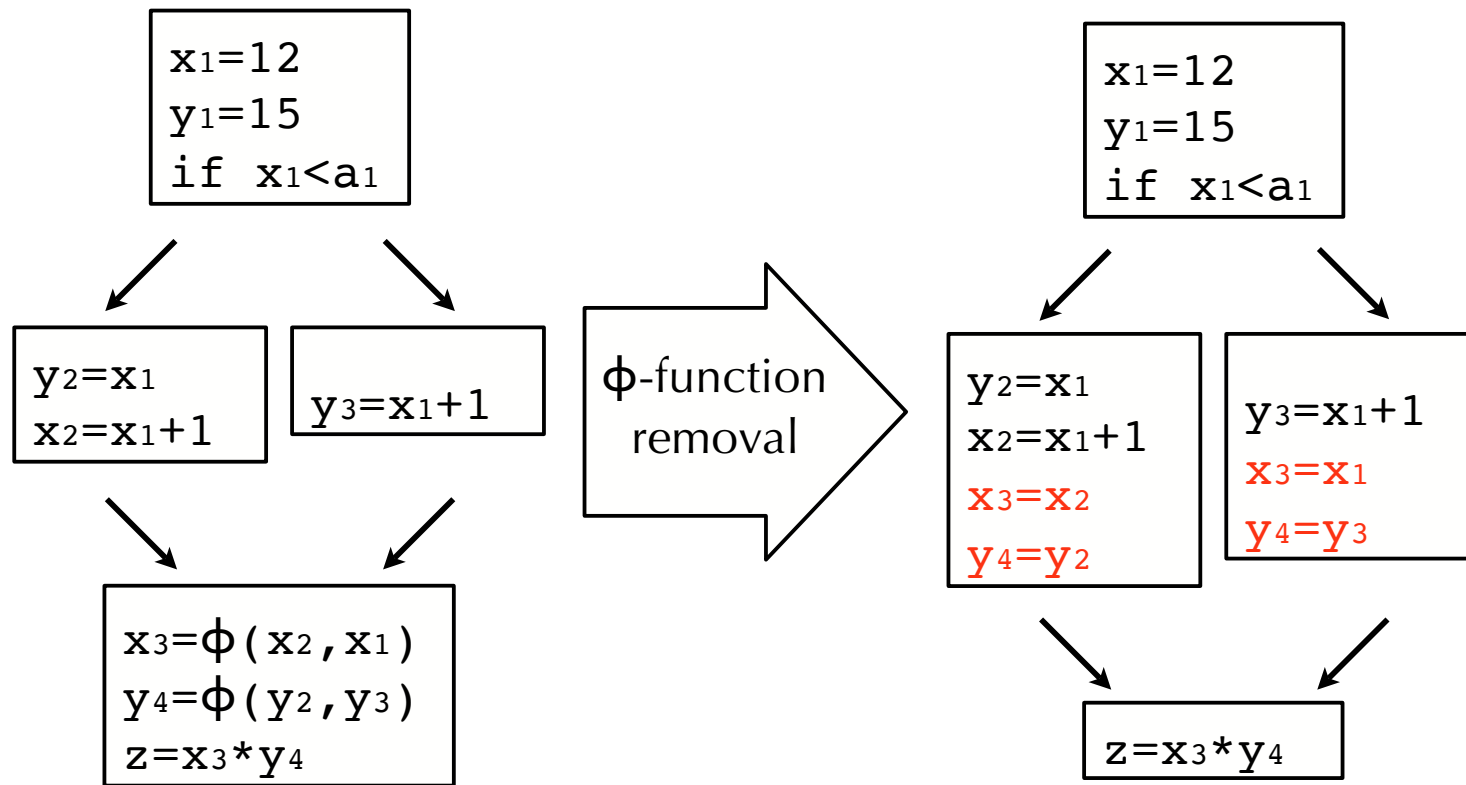 x₁=12
y₁=15
if x₁<a₁
y₂=x₁
x₂=x₁+1
y₃=x₁+1
x₃=ϕ(x₂,x₁)
y₄=ϕ(y₂,y₃)
z=x₃*y₄
ϕ-function
removal
x₁=12
y₁=15
if x₁<a₁
y₂=x₁
x₂=x₁+1
x₃=x₂
y₄=y₂
y₃=x₁+1
x₃=x₁
y₄=y₃
z=x₃*y₄